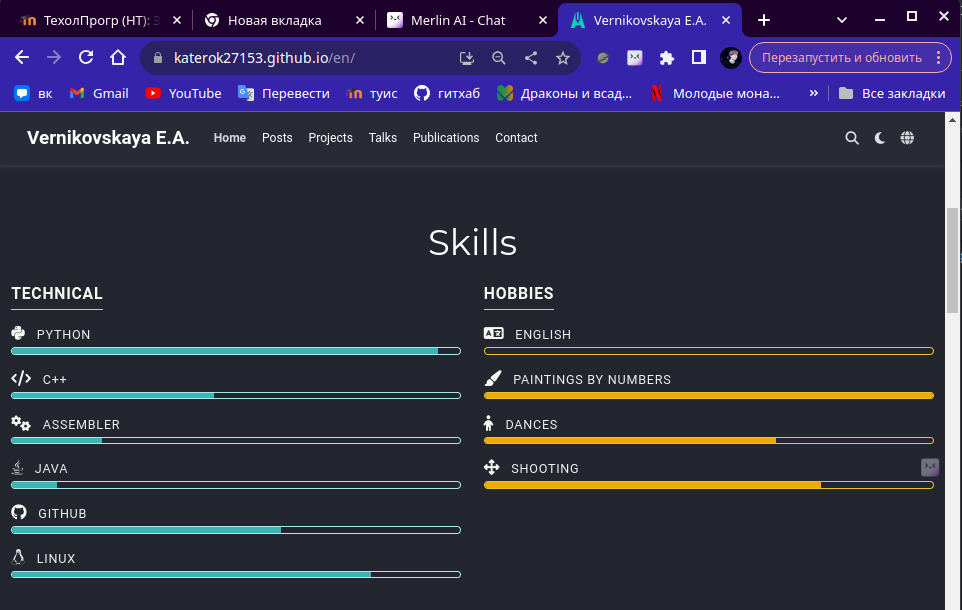 ТехолПрогр (НТ): Э
Новая вкладка
Merlin AI - Chat
Vernikovskaya E.A.
katerok27153.github.io/en/
Перезапустить и обновить
вк
Gmail
YouTube
Перевести
туис
гитхаб
Драконы и всад...
Молодые мона...
»
Все закладки
Vernikovskaya E.A.
Home
Posts
Projects
Talks
Publications
Contact
Skills
TECHNICAL
PYTHON
C++
ASSEMBLER
JAVA
GITHUB
LINUX
HOBBIES
ENGLISH
PAINTINGS BY NUMBERS
DANCES
SHOOTING